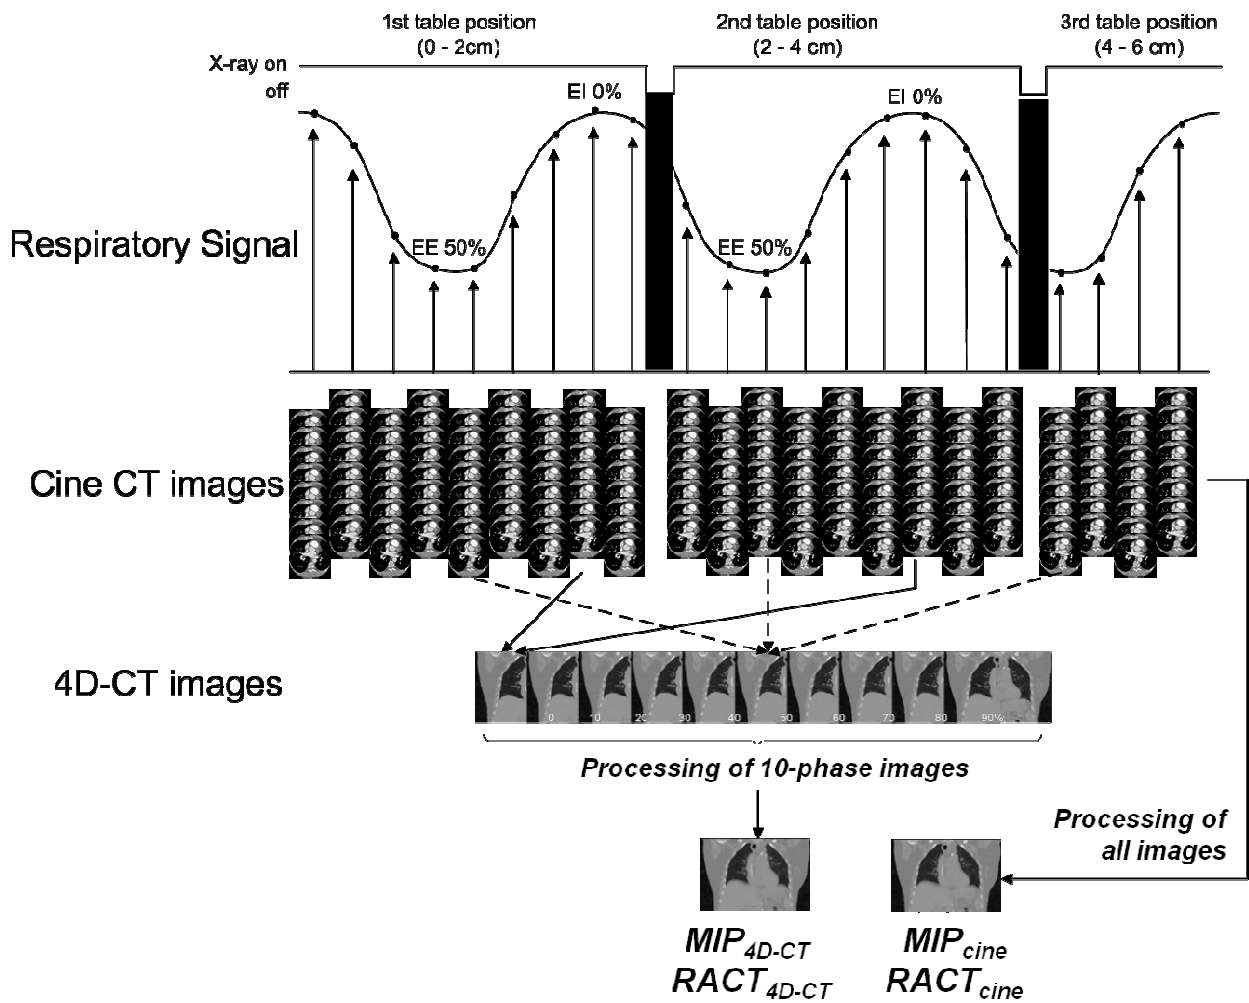 1st table position
(0 - 2cm)
2nd table position
(2 - 4 cm)
3rd table position
(4 - 6 cm)
X-ray on
off
EI 0%
EI 0%
Respiratory Signal
EE 50%
EE 50%
Cine CT images
4D-CT images
0 10 20 30 40 50 60 70 80 90%
Processing of 10-phase images
Processing of
all images
MIP4D-CT
RACT4D-CT
MIPcine
RACTcine